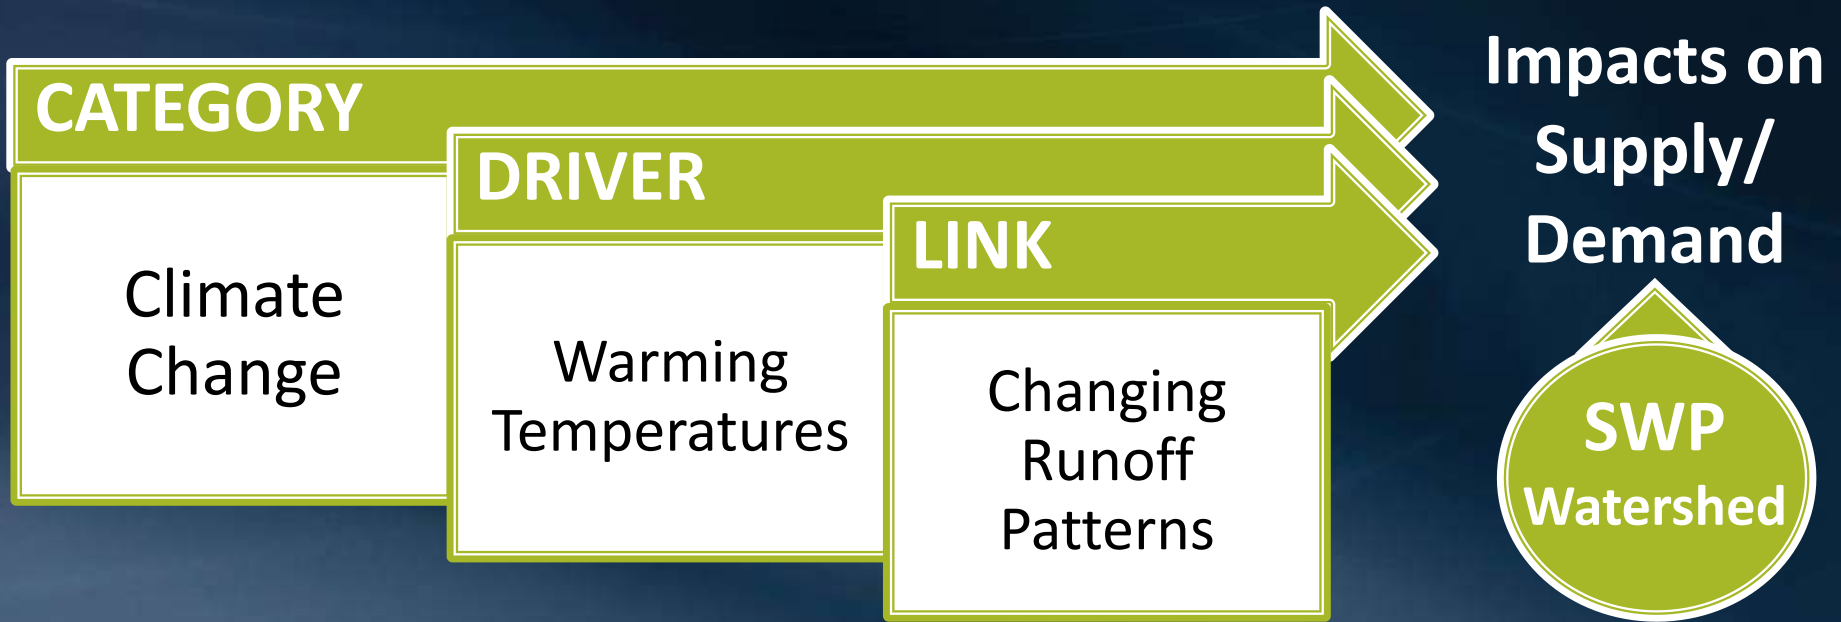 CATEGORY
Climate
Change
DRIVER
Warming
Temperatures
LINK
Changing
Runoff
Patterns
Impacts on
Supply/
Demand
SWP
Watershed